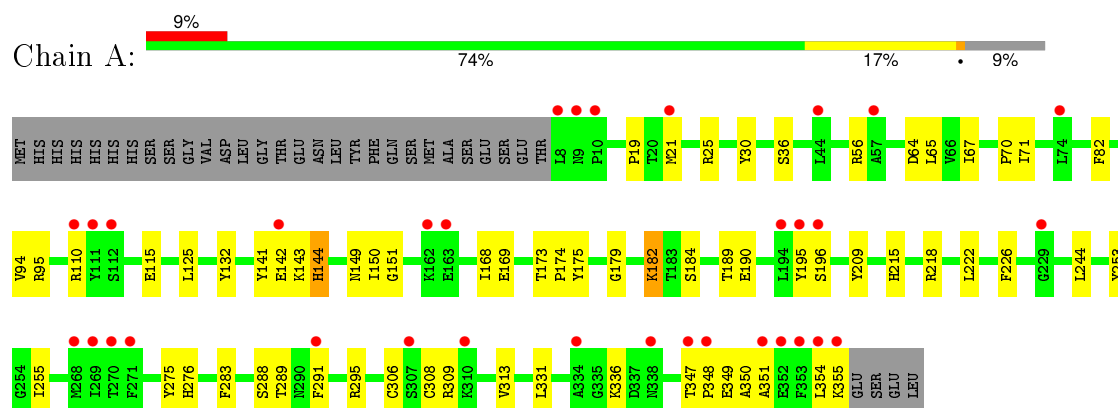 9%
Chain A:
74% 17% • 9%
MET HIS HIS HIS HIS HIS HIS SER SER GLY VAL ASP LEU GLY THR GLU ASN LEU TYR PHE GLN SER MET ALA SER GLU SER GLU THR L8 N9 P10 P19 T20 M21 R25 Y30 S36 L44 R56 A57 D64 L65 V66 I67 P70 I71 L74 F82
V94 R95 R110 Y111 S112 E115 L125 Y132 Y141 E142 K143 H144 N149 I150 G151 K162 E163 I168 E169 T173 P174 Y175 G179 K182 T183 S184 T189 E190 L194 Y195 S196 Y209 H215 R218 L222 F226 G229 L244 Y253
G254 I255 M268 I269 T270 F271 Y275 H276 F283 S288 T289 N290 F291 R295 C306 S307 C308 R309 K310 V313 L331 A334 G335 K336 D337 N338 T347 P348 E349 A350 A351 E352 F353 L354 K355 GLU SER GLU LEU